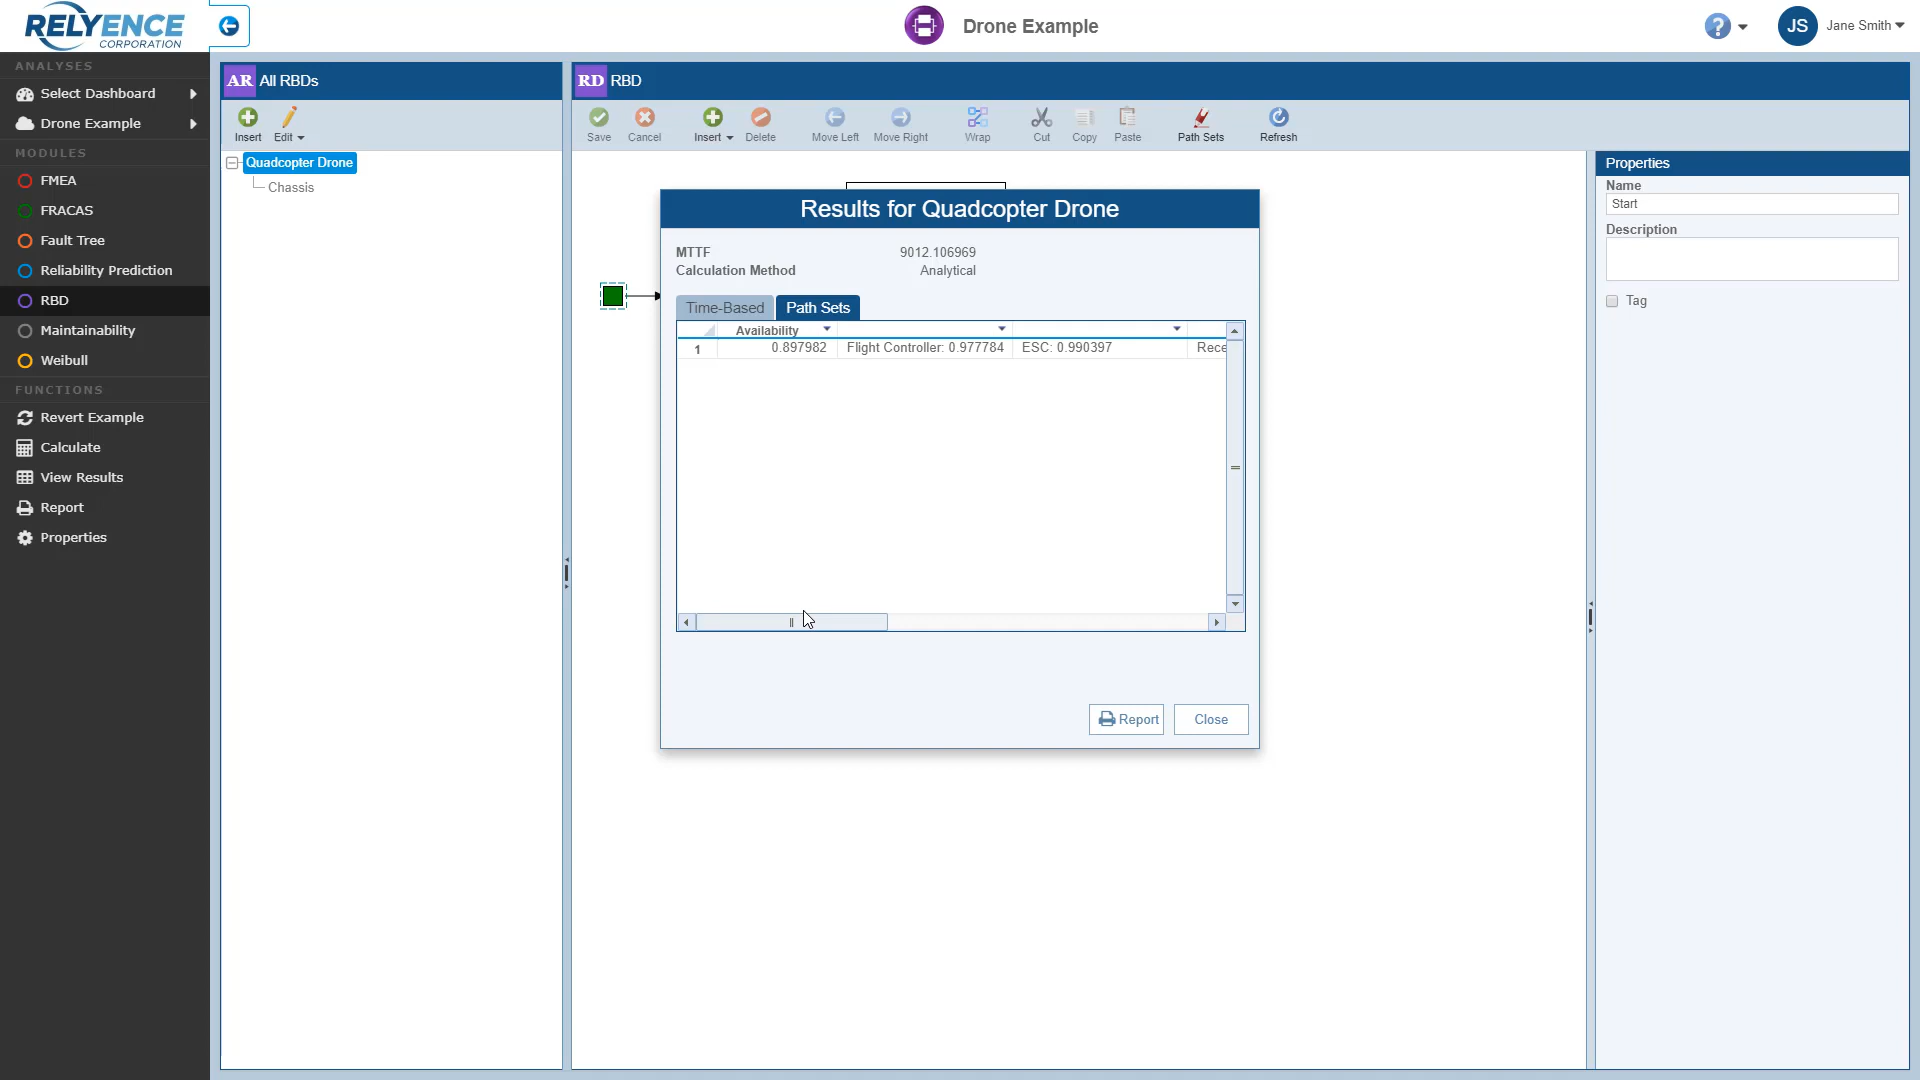 RELYENCE
CORPORATION
Drone Example
?
JS
Jane Smith
ANALYSES
Select Dashboard
Drone Example
MODULES
FMEA
FRACAS
Fault Tree
Reliability Prediction
RBD
Maintainability
Weibull
FUNCTIONS
Revert Example
Calculate
View Results
Report
Properties
AR All RBDs
Insert
Edit
Quadcopter Drone
Chassis
RD RBD
Save
Cancel
Insert
Delete
Move Left
Move Right
Wrap
Cut
Copy
Paste
Path Sets
Refresh
Results for Quadcopter Drone
MTTF 9012.106969
Calculation Method Analytical
Time-Based
Path Sets
Availability
1 0.897982 Flight Controller: 0.977784 ESC: 0.990397 Rece
Report
Close
Properties
Name
Start
Description
Tag